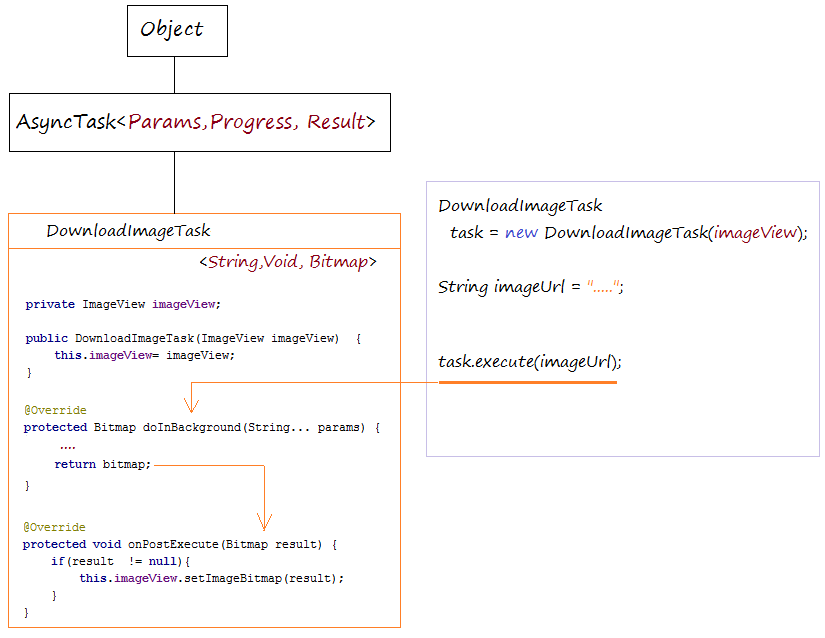 Object
AsyncTask<Params,Progress, Result>
DownloadImageTask
<String,Void, Bitmap>
private ImageView imageView;
public DownloadImageTask(ImageView imageView)  {
this.imageView= imageView;
}
@Override
protected Bitmap doInBackground(String... params) {
....
return bitmap;
}
@Override
protected void onPostExecute(Bitmap result) {
if(result  != null){
this.imageView.setImageBitmap(result);
}
}
DownloadImageTask
task = new DownloadImageTask(imageView);
String imageUrl = ".....";
task.execute(imageUrl);